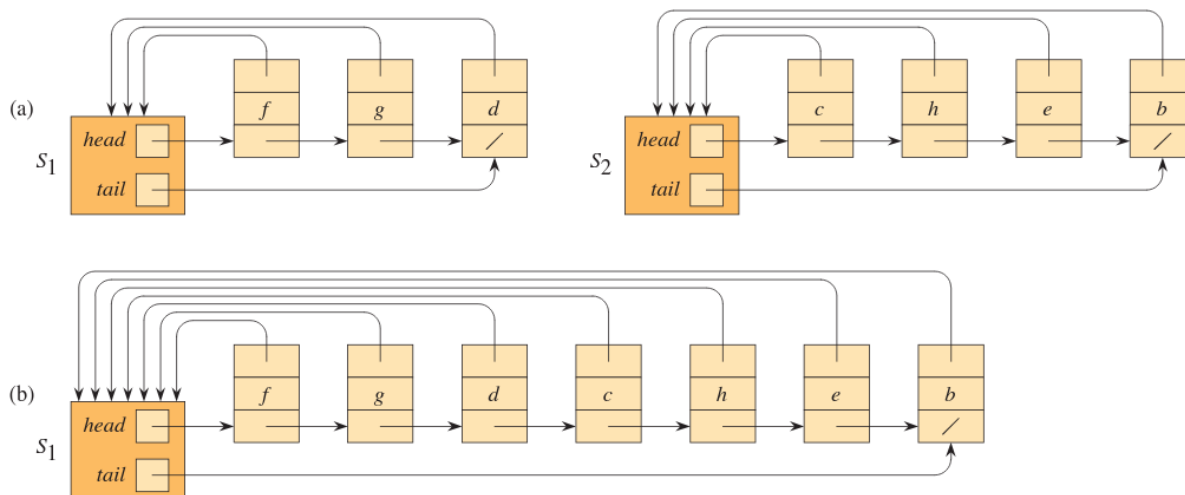 f g d c h e b
(a)
head head
S1 S2
tail tail
f g d c h e b
(b)
head
S1
tail